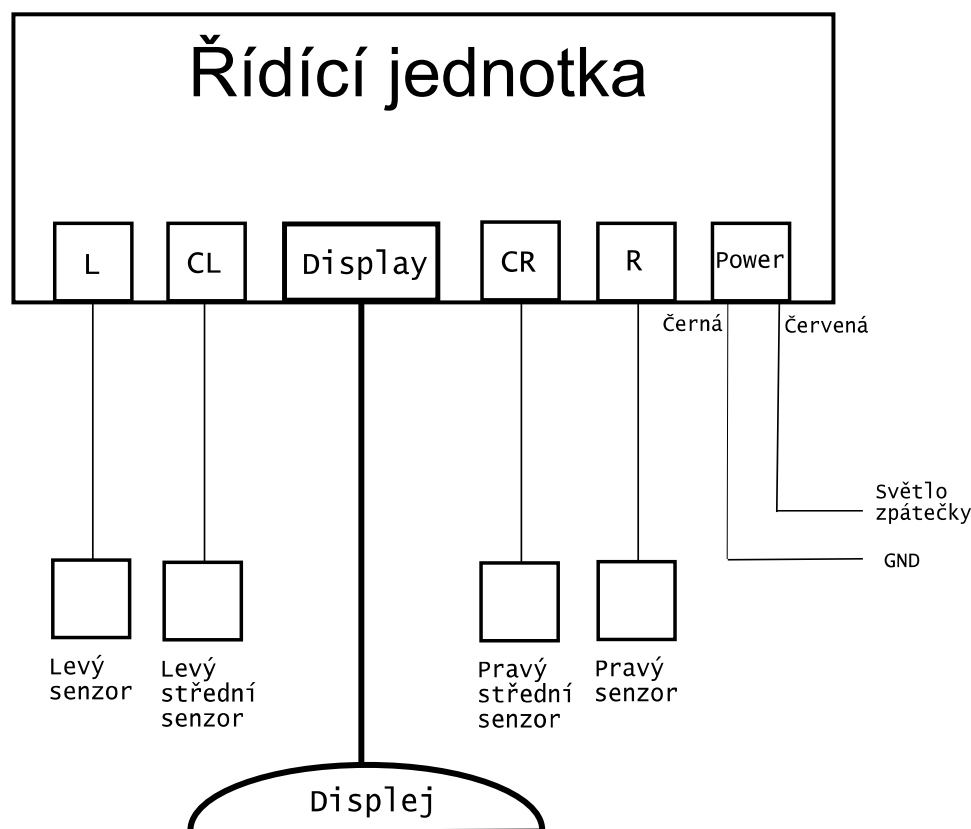 Řídící jednotka
L
CL
Display
CR
R
Power
Černá
Červená
Světlo
zpátečky
GND
Levý
senzor
Levý
střední
senzor
Pravý
střední
senzor
Pravý
senzor
Displej